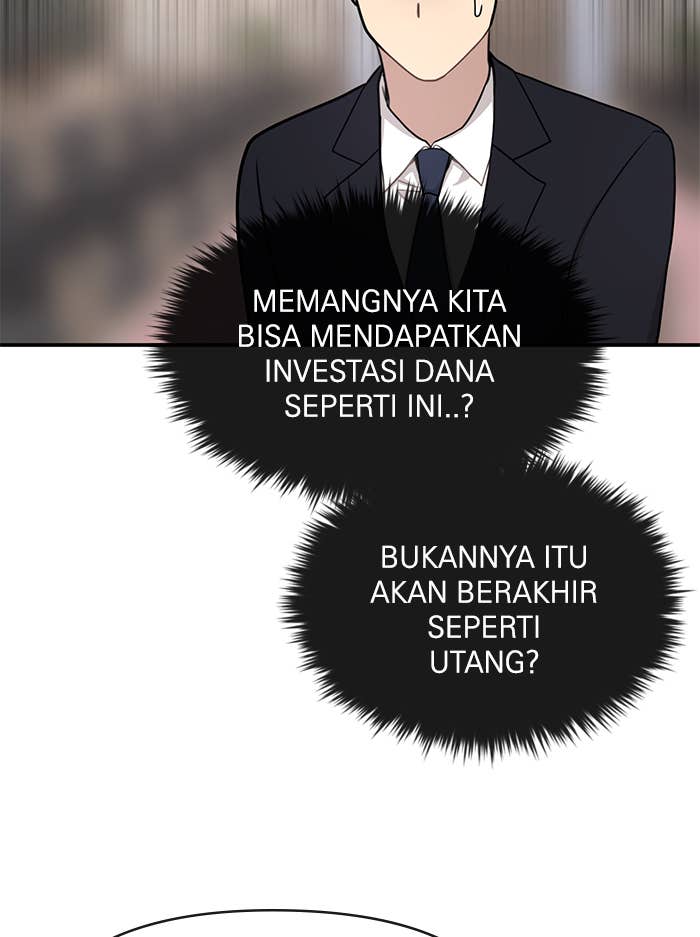 MEMANGNYA KITA
BISA MENDAPATKAN
INVESTASI DANA
SEPERTI INI..?
BUKANNYA ITU
AKAN BERAKHIR
SEPERTI
UTANG?